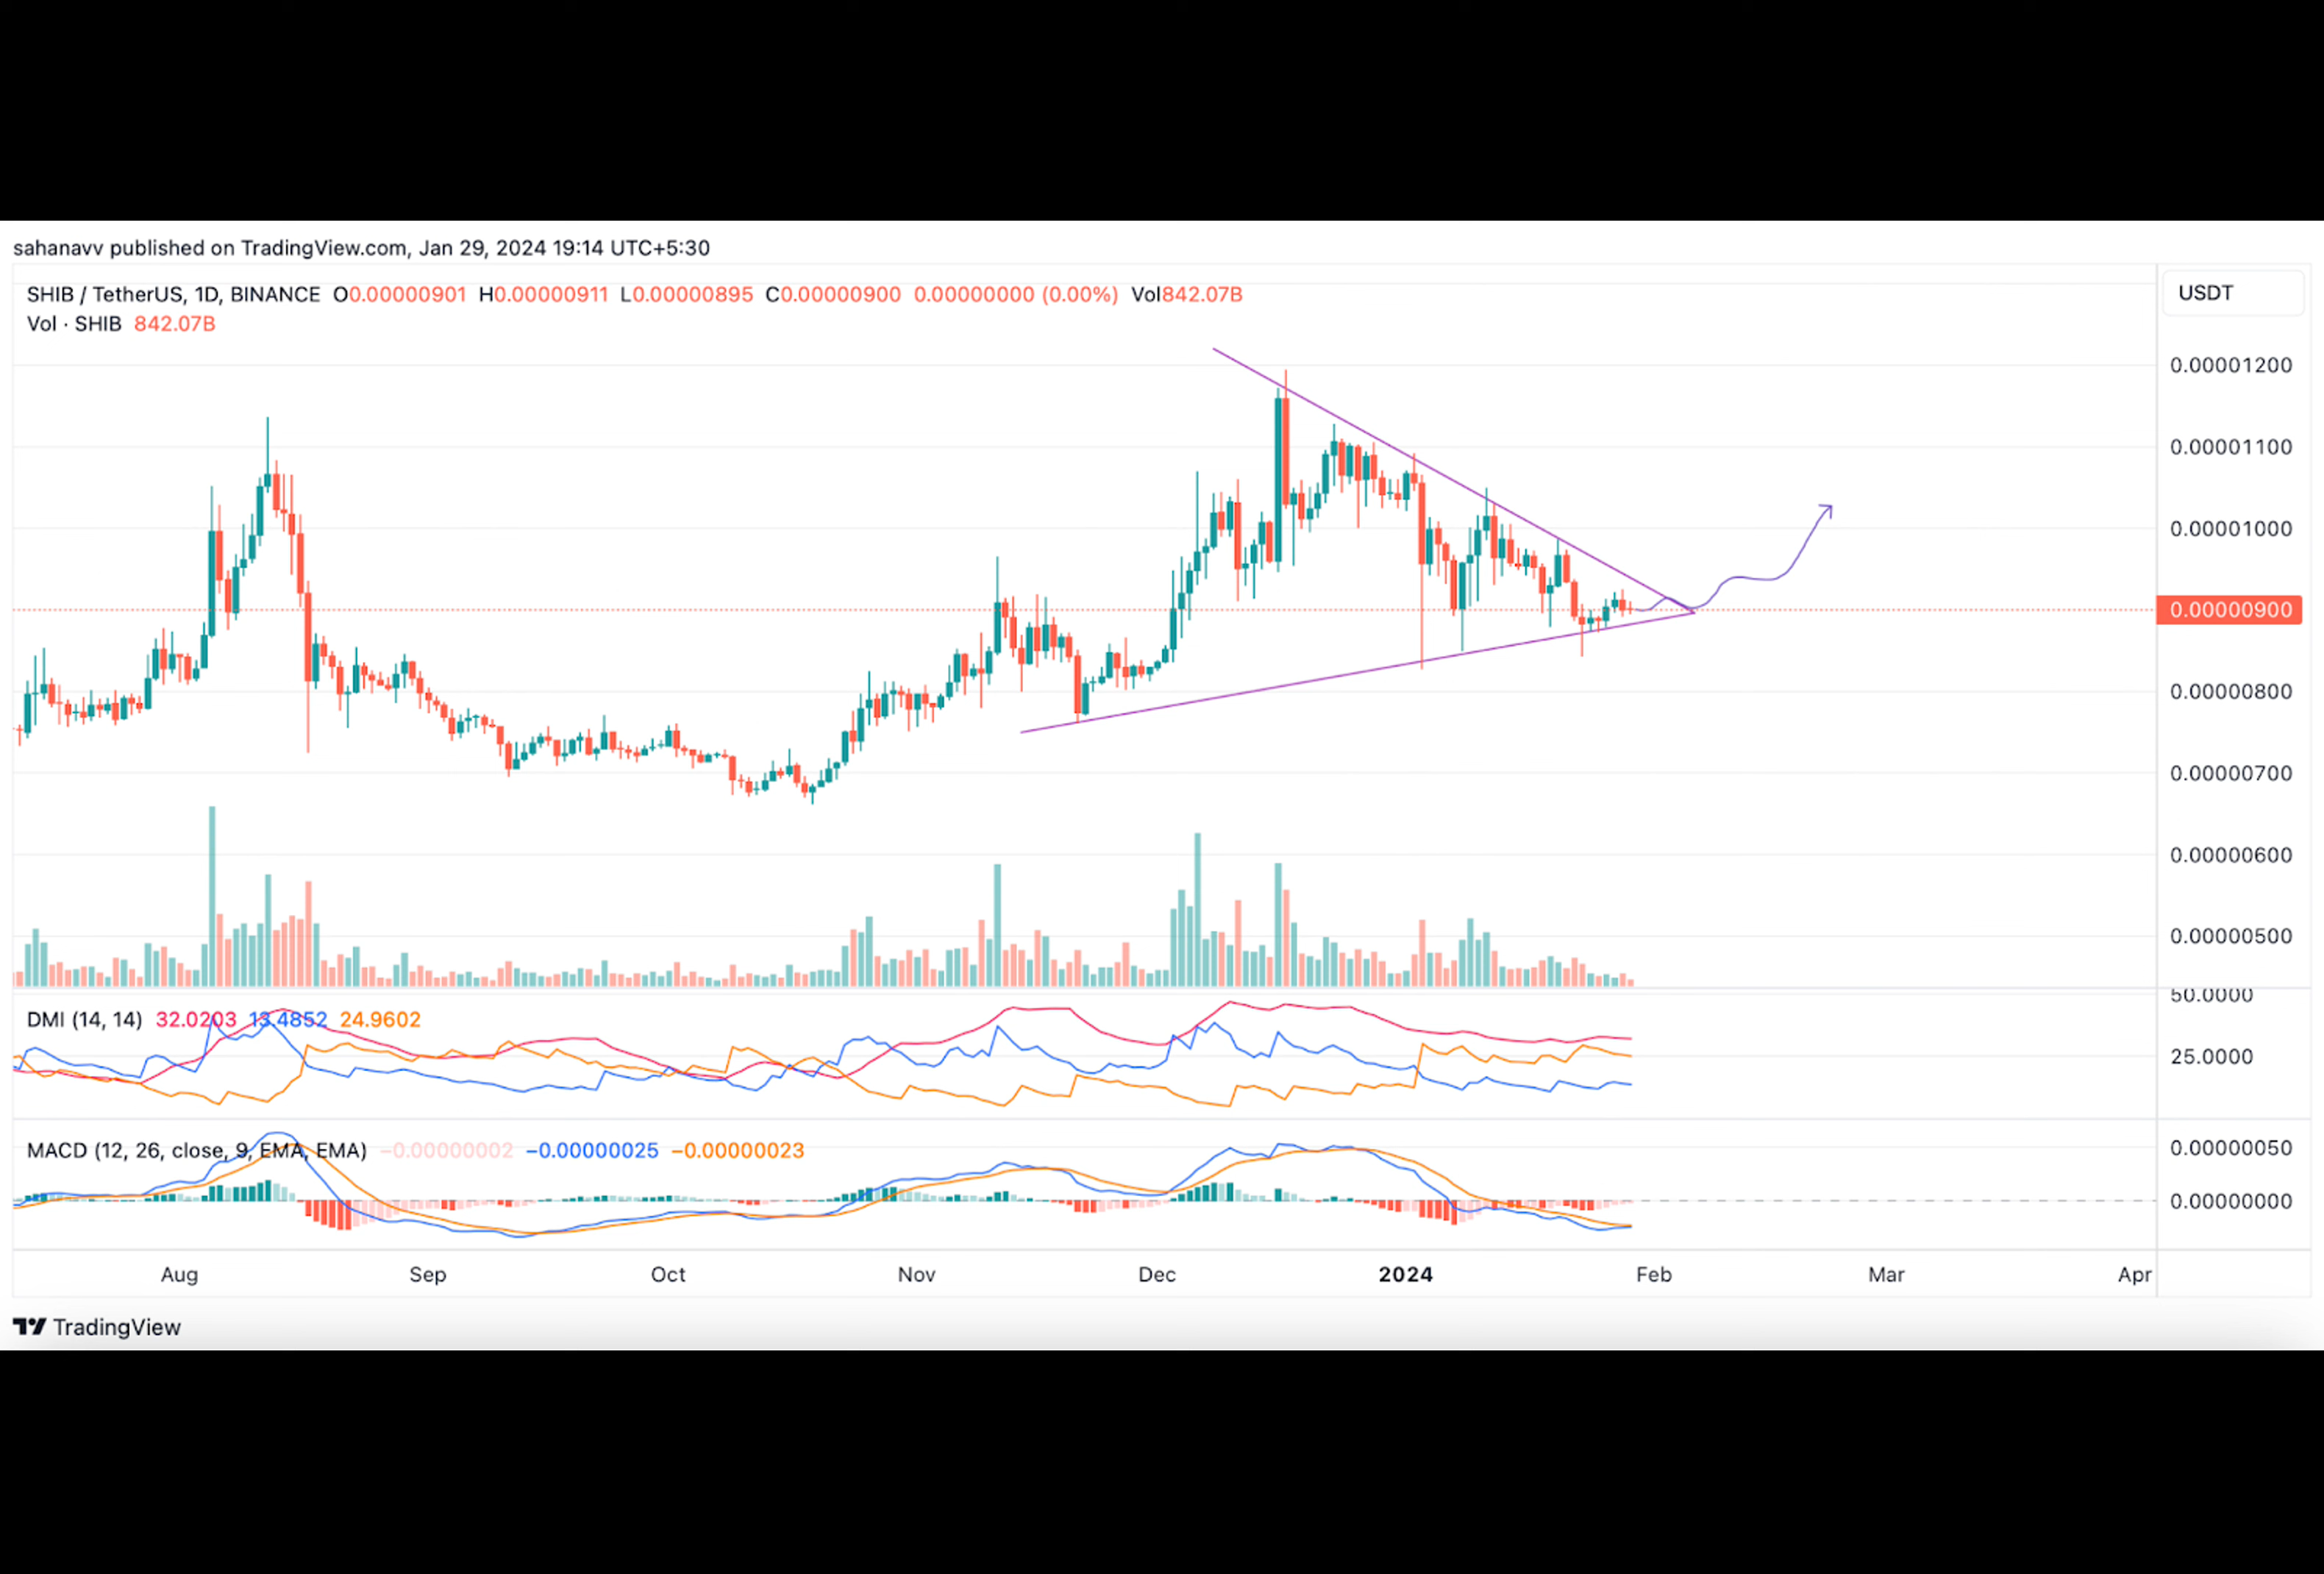 sahanavv published on TradingView.com, Jan 29, 2024 19:14 UTC+5:30
SHIB / TetherUS, 1D, BINANCE O0.00000901 H0.00000911 L0.00000895 C0.00000900 0.00000000 (0.00%) Vol842.07B
Vol · SHIB 842.07B
USDT
0.00001200
0.00001100
0.00001000
0.00000900
0.00000800
0.00000700
0.00000600
0.00000500
50.0000
DMI (14, 14) 32.0203 13.4852 24.9602
25.0000
MACD (12, 26, close, 9, EMA, EMA) −0.00000002 −0.00000025 −0.00000023
0.00000050
0.00000000
Aug Sep Oct Nov Dec 2024 Feb Mar Apr
TradingView